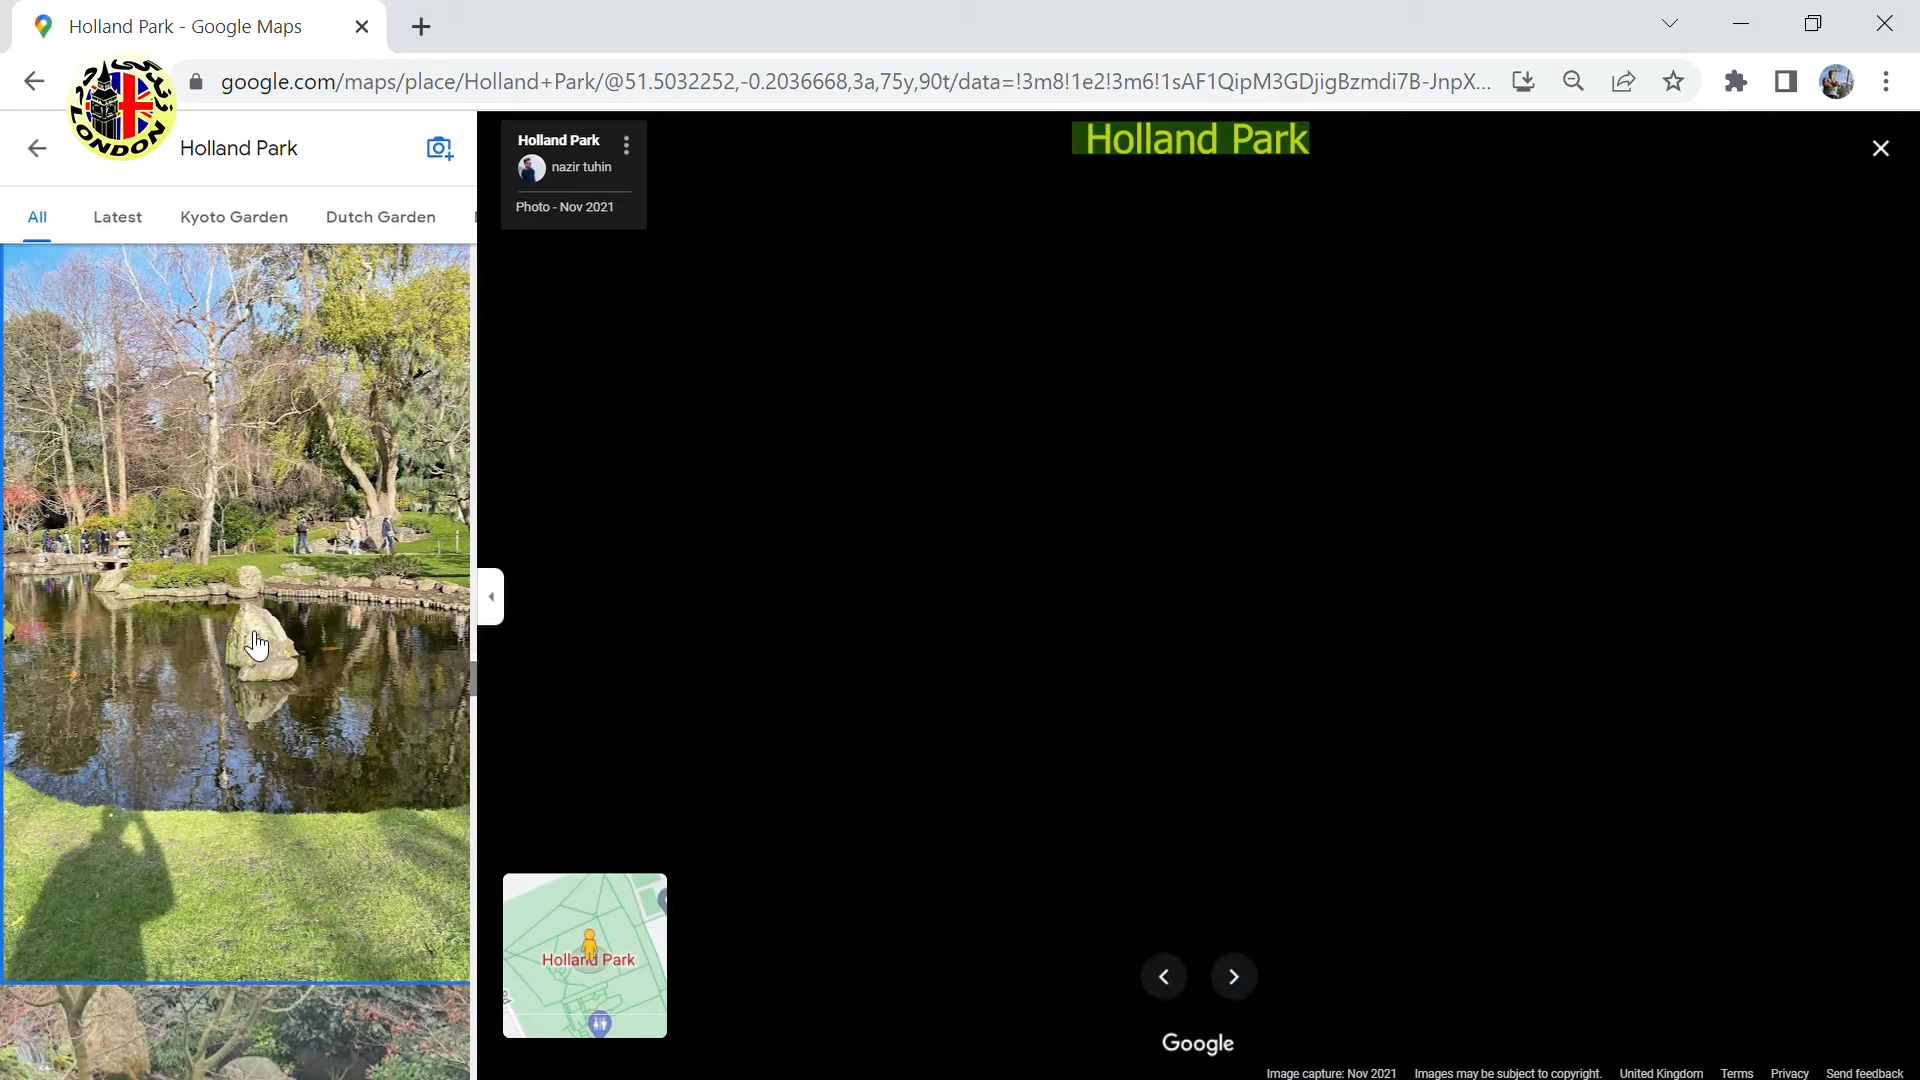 Holland Park - Google Maps
google.com/maps/place/Holland+Park/@51.5032252,-0.2036668,3a,75y,90t/data=!3m8!1e2!3m6!1sAF1QipM3GDjigBzmdi7B-JnpX...
LONDON
Holland Park
All Latest Kyoto Garden Dutch Garden
Holland Park
nazir tuhin
Photo - Nov 2021
Holland Park
Holland Park
Google
Image capture: Nov 2021 Images may be subject to copyright. United Kingdom Terms Privacy Send feedback